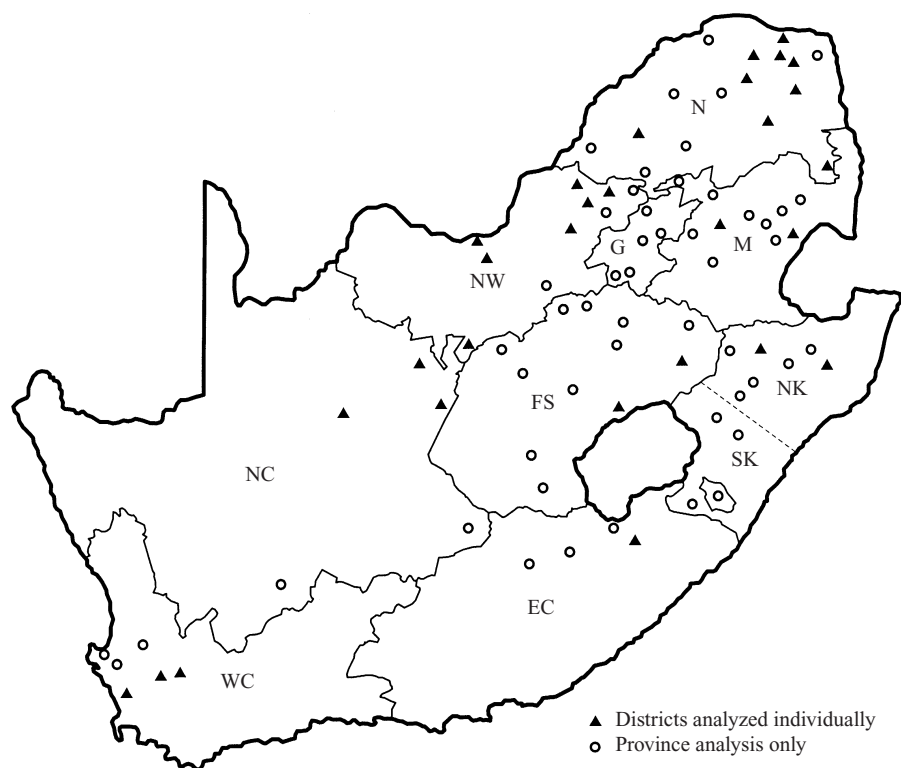 N
G
M
NW
FS
NK
NC
SK
EC
WC
Districts analyzed individually
Province analysis only